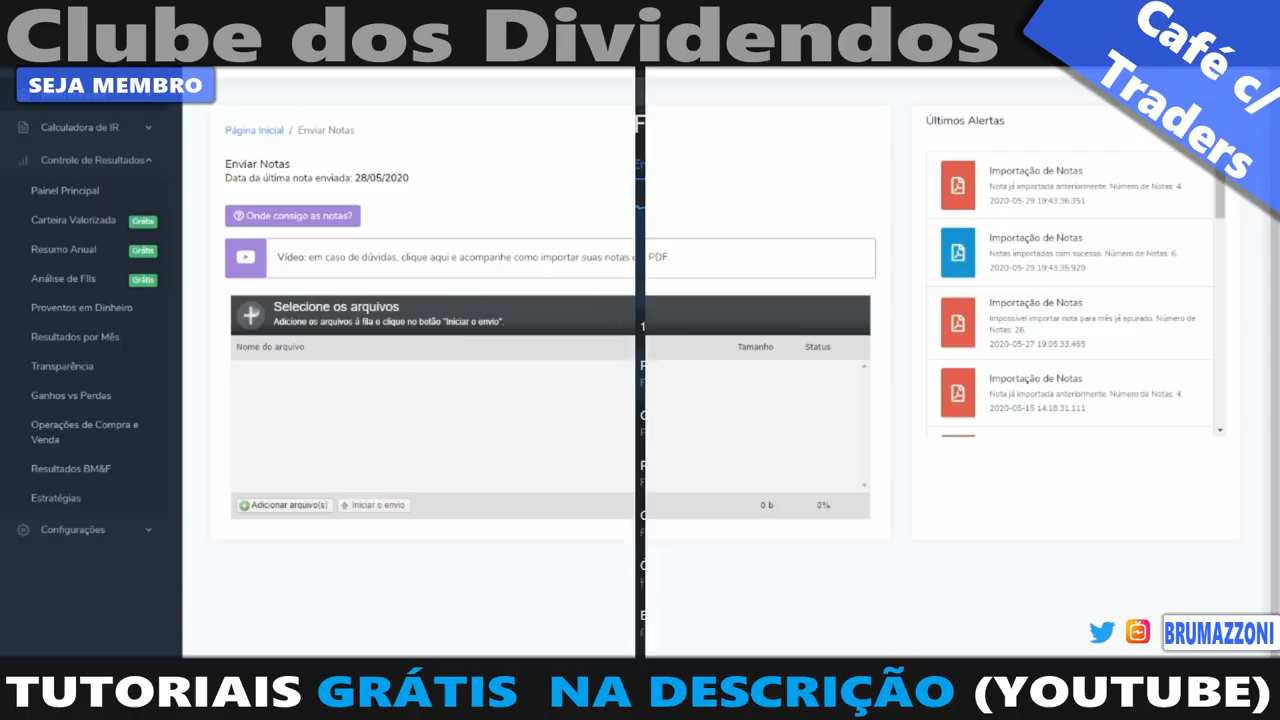 Clube dos Dividendos
Café c/
Traders
SEJA MEMBRO
Calculadora de IR
Controle de Resultados
Painel Principal
Carteira Valorizada Grátis
Resumo Anual Grátis
Análise de FIIs Grátis
Proventos em Dinheiro
Resultados por Mês
Transparência
Ganhos vs Perdas
Operações de Compra e
Venda
Resultados BM&F
Estratégias
Configurações
Página Inicial / Enviar Notas
Enviar Notas
Data da última nota enviada: 28/05/2020
Onde consigo as notas?
Vídeo: em caso de dúvidas, clique aqui e acompanhe como importar suas notas PDF.
Selecione os arquivos
Adicione os arquivos á fila e clique no botão "Iniciar o envio".
Nome do arquivo Tamanho Status
Adicionar arquivo(s) Iniciar o envio 0 b 0%
Últimos Alertas
Importação de Notas
Nota já importada anteriormente. Número de Notas: 4.
2020-05-29 19:43:36.351
Importação de Notas
Notas importadas com sucesso. Número de Notas: 6.
2020-05-29 19:43:35.929
Importação de Notas
Impossível importar nota para mês já apurado. Número de
Notas: 26.
2020-05-27 19:05:33.465
Importação de Notas
Nota já importada anteriormente. Número de Notas: 4.
2020-05-15 14:18:31.111
BRUMAZZONI
TUTORIAIS GRÁTIS NA DESCRIÇÃO (YOUTUBE)